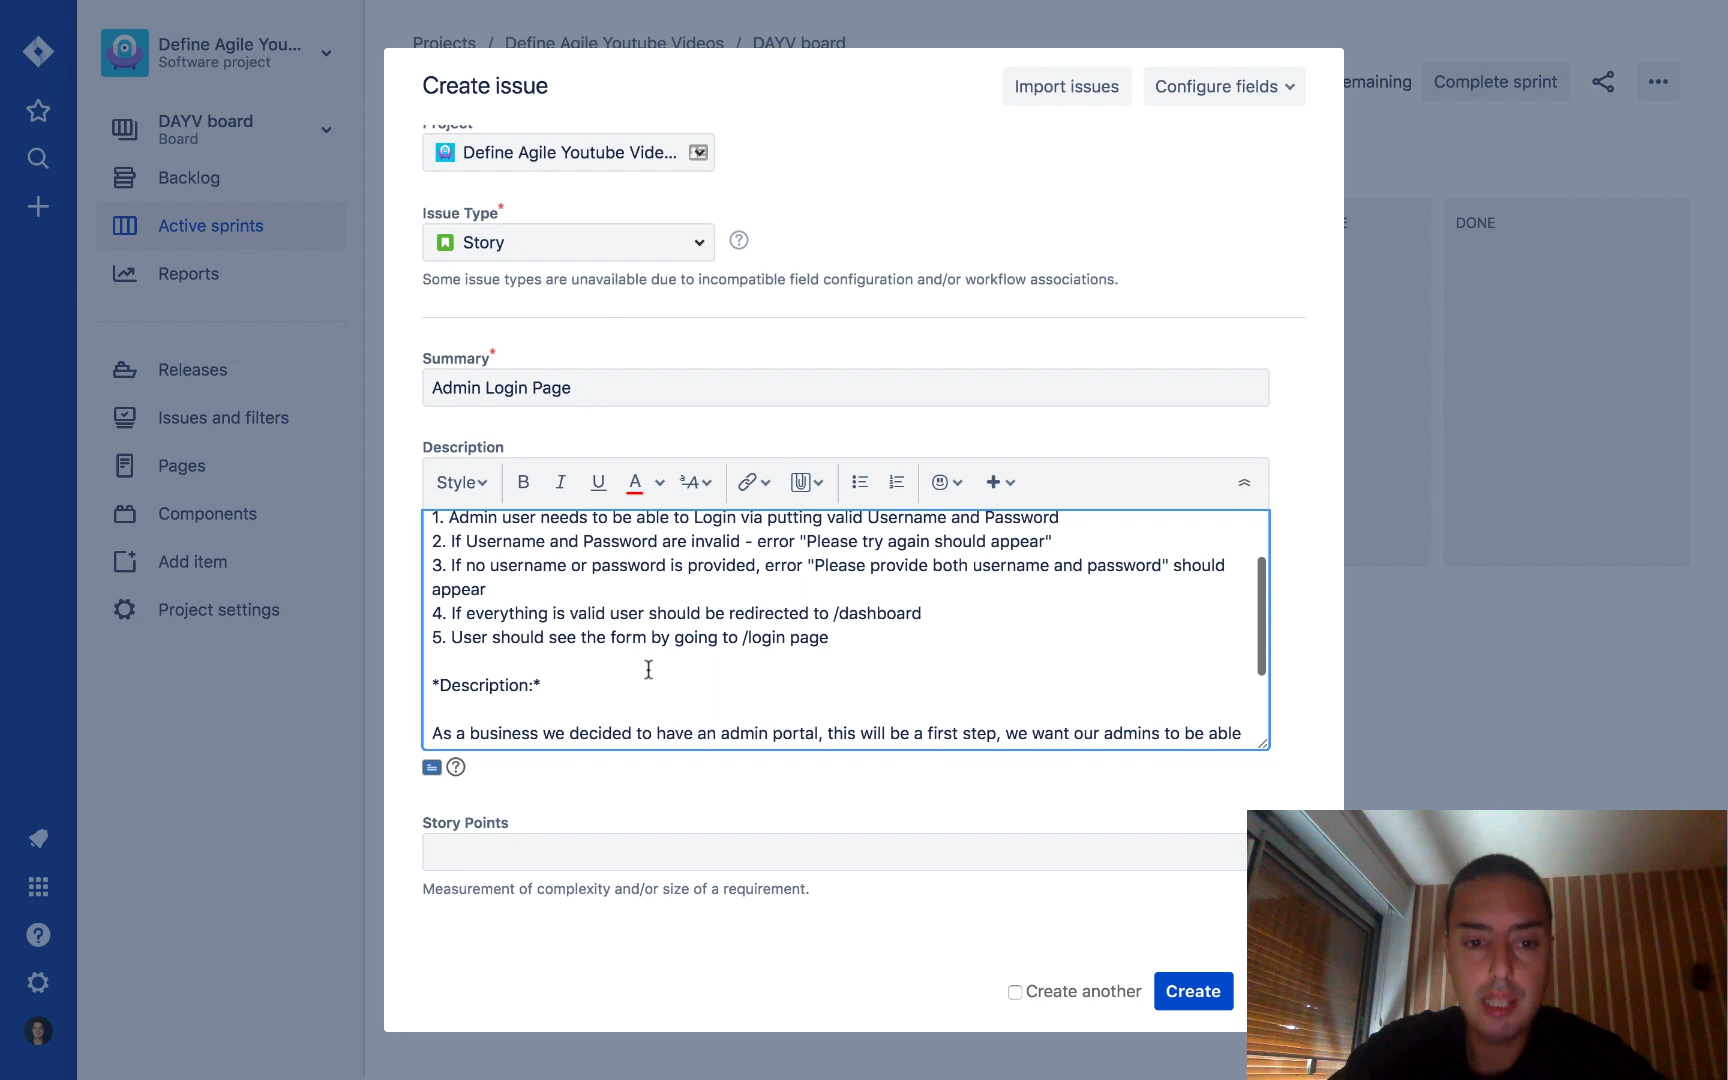 Define Agile You...
Software project
DAYV board
Board
Backlog
Active sprints
Reports
Releases
Issues and filters
Pages
Components
Add item
Project settings
Projects / Define Agile Youtube Videos / DAYV board
emaining
Complete sprint
DONE
Create issue
Import issues
Configure fields
Project
Define Agile Youtube Vide...
Issue Type*
Story
Some issue types are unavailable due to incompatible field configuration and/or workflow associations.
Summary*
Admin Login Page
Description
Style
B I U A ªA
1. Admin user needs to be able to Login via putting valid Username and Password
2. If Username and Password are invalid - error "Please try again should appear"
3. If no username or password is provided, error "Please provide both username and password" should
appear
4. If everything is valid user should be redirected to /dashboard
5. User should see the form by going to /login page
*Description:*
As a business we decided to have an admin portal, this will be a first step, we want our admins to be able
Story Points
Measurement of complexity and/or size of a requirement.
Create another
Create